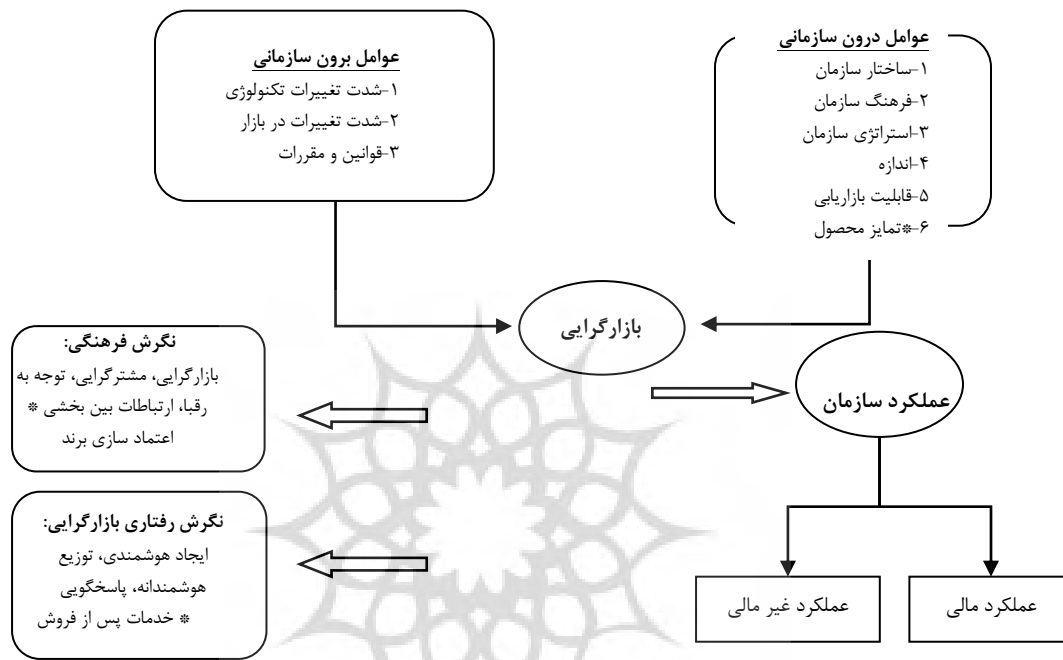 عوامل درون سازمانی
۱-ساختار سازمان
۲-فرهنگ سازمان
۳-استراتژی سازمان
۴-اندازه
۵-قابلیت بازاریابی
۶-*تمایز محصول
عوامل برون سازمانی
۱-شدت تغییرات تکنولوژی
۲-شدت تغییرات در بازار
۳-قوانین و مقررات
بازارگرایی
عملکرد سازمان
نگرش فرهنگی:
بازارگرایی، مشترگرایی، توجه به
رقبا، ارتباطات بین بخشی *
اعتماد سازی برند
نگرش رفتاری بازارگرایی:
ایجاد هوشمندی، توزیع
هوشمندانه، پاسخگویی
* خدمات پس از فروش
عملکرد مالی
عملکرد غیر مالی